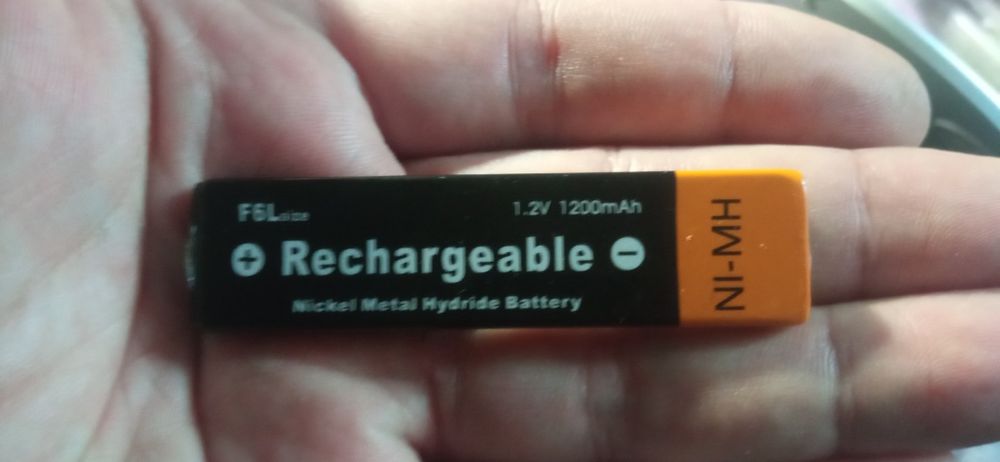 F6L size
1.2V 1200mAh
+ Rechargeable -
Nickel Metal Hydride Battery
NI-MH